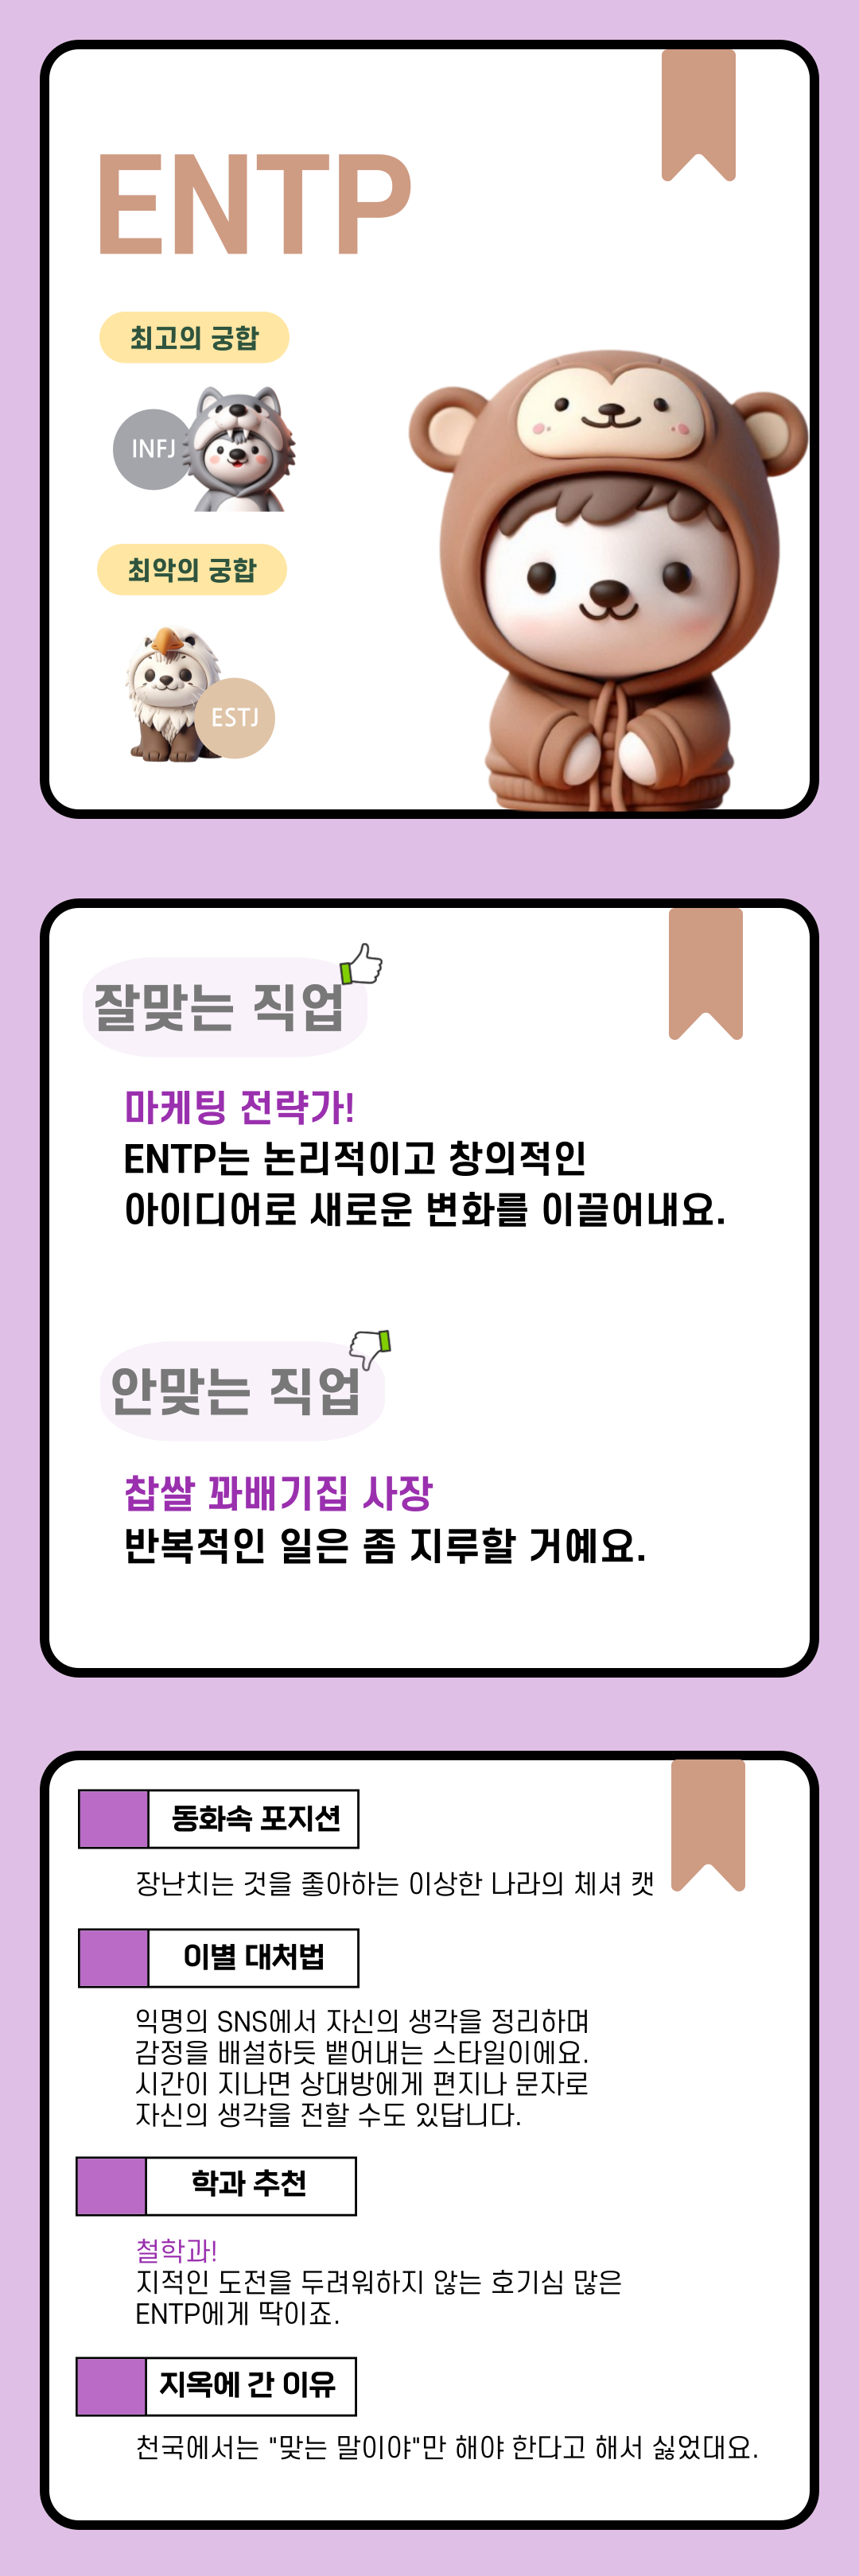 ENTP
최고의 궁합
INFJ
최악의 궁합
ESTJ
잘맞는 직업
마케팅 전략가!
ENTP는 논리적이고 창의적인
아이디어로 새로운 변화를 이끌어내요.
안맞는 직업
찹쌀 꽈배기집 사장
반복적인 일은 좀 지루할 거예요.
동화속 포지션
장난치는 것을 좋아하는 이상한 나라의 체셔 캣
이별 대처법
익명의 SNS에서 자신의 생각을 정리하며
감정을 배설하듯 뱉어내는 스타일이에요.
시간이 지나면 상대방에게 편지나 문자로
자신의 생각을 전할 수도 있답니다.
학과 추천
철학과!
지적인 도전을 두려워하지 않는 호기심 많은
ENTP에게 딱이죠.
지옥에 간 이유
천국에서는 "맞는 말이야"만 해야 한다고 해서 싫었대요.